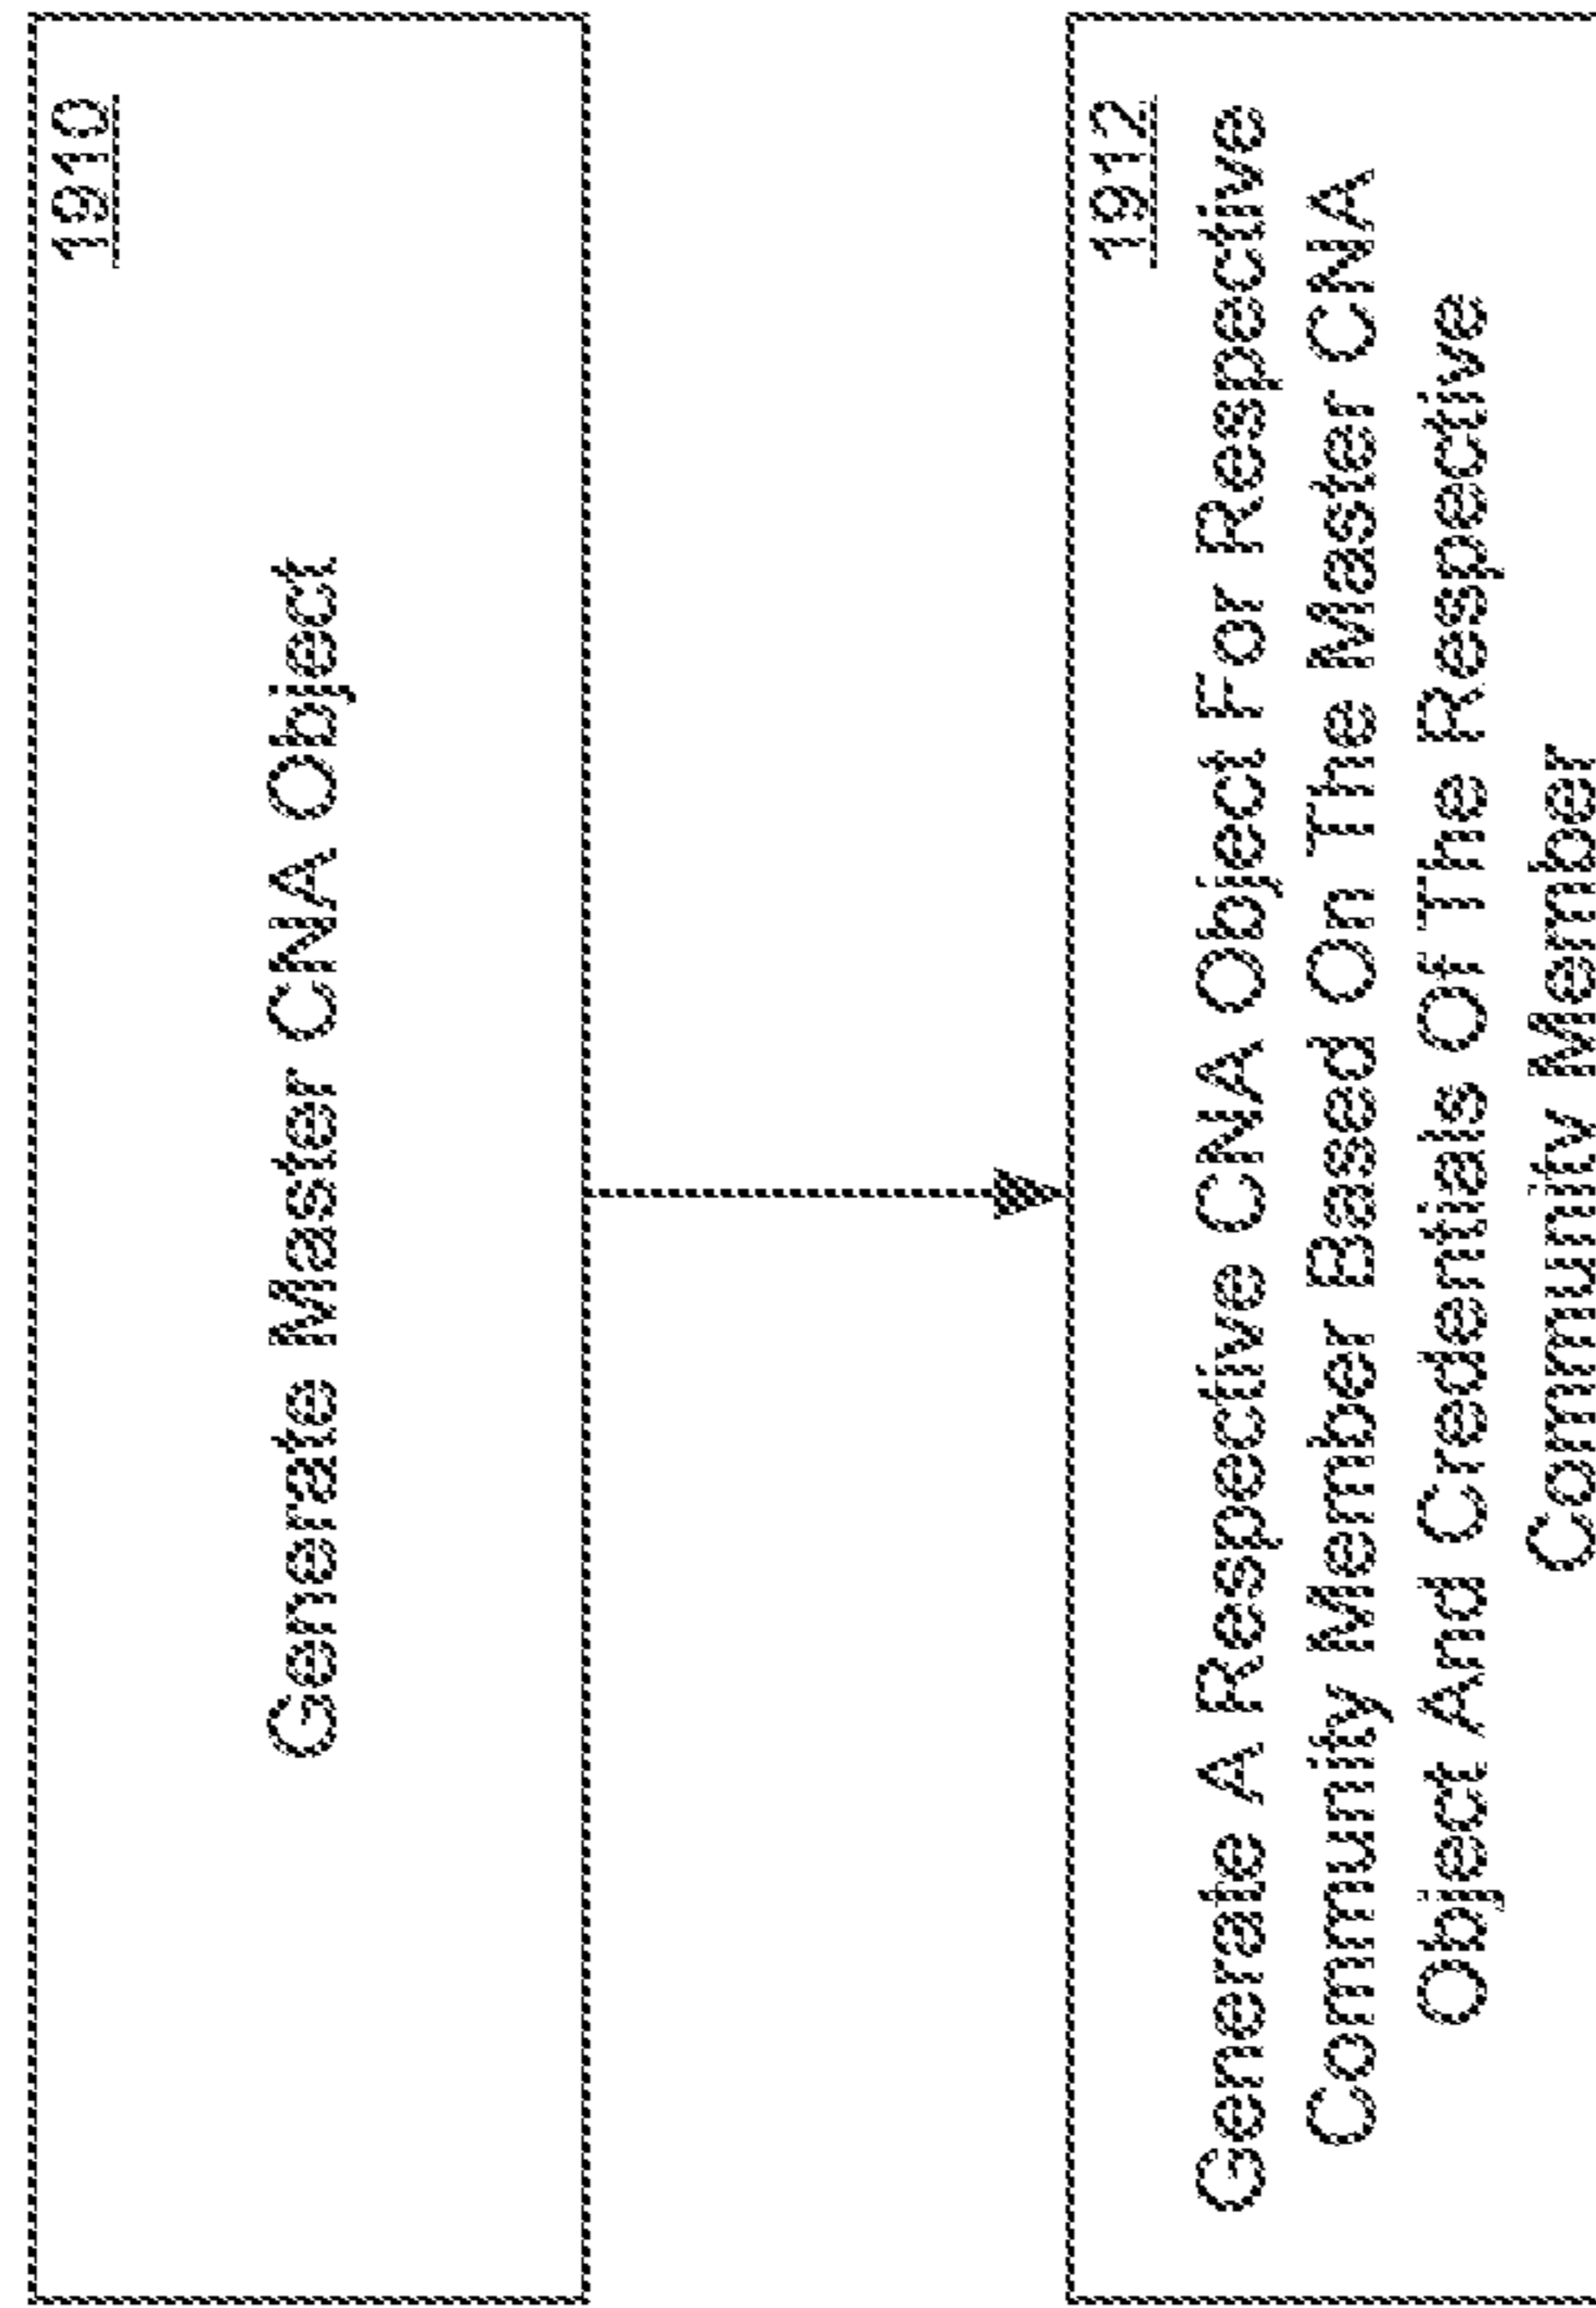 1910
Generate Master CNA Object
1912
Generate A Respective CNA Object For Respective
Community Member Based On The Master CNA
Object And Credentials Of The Respective
Community Member